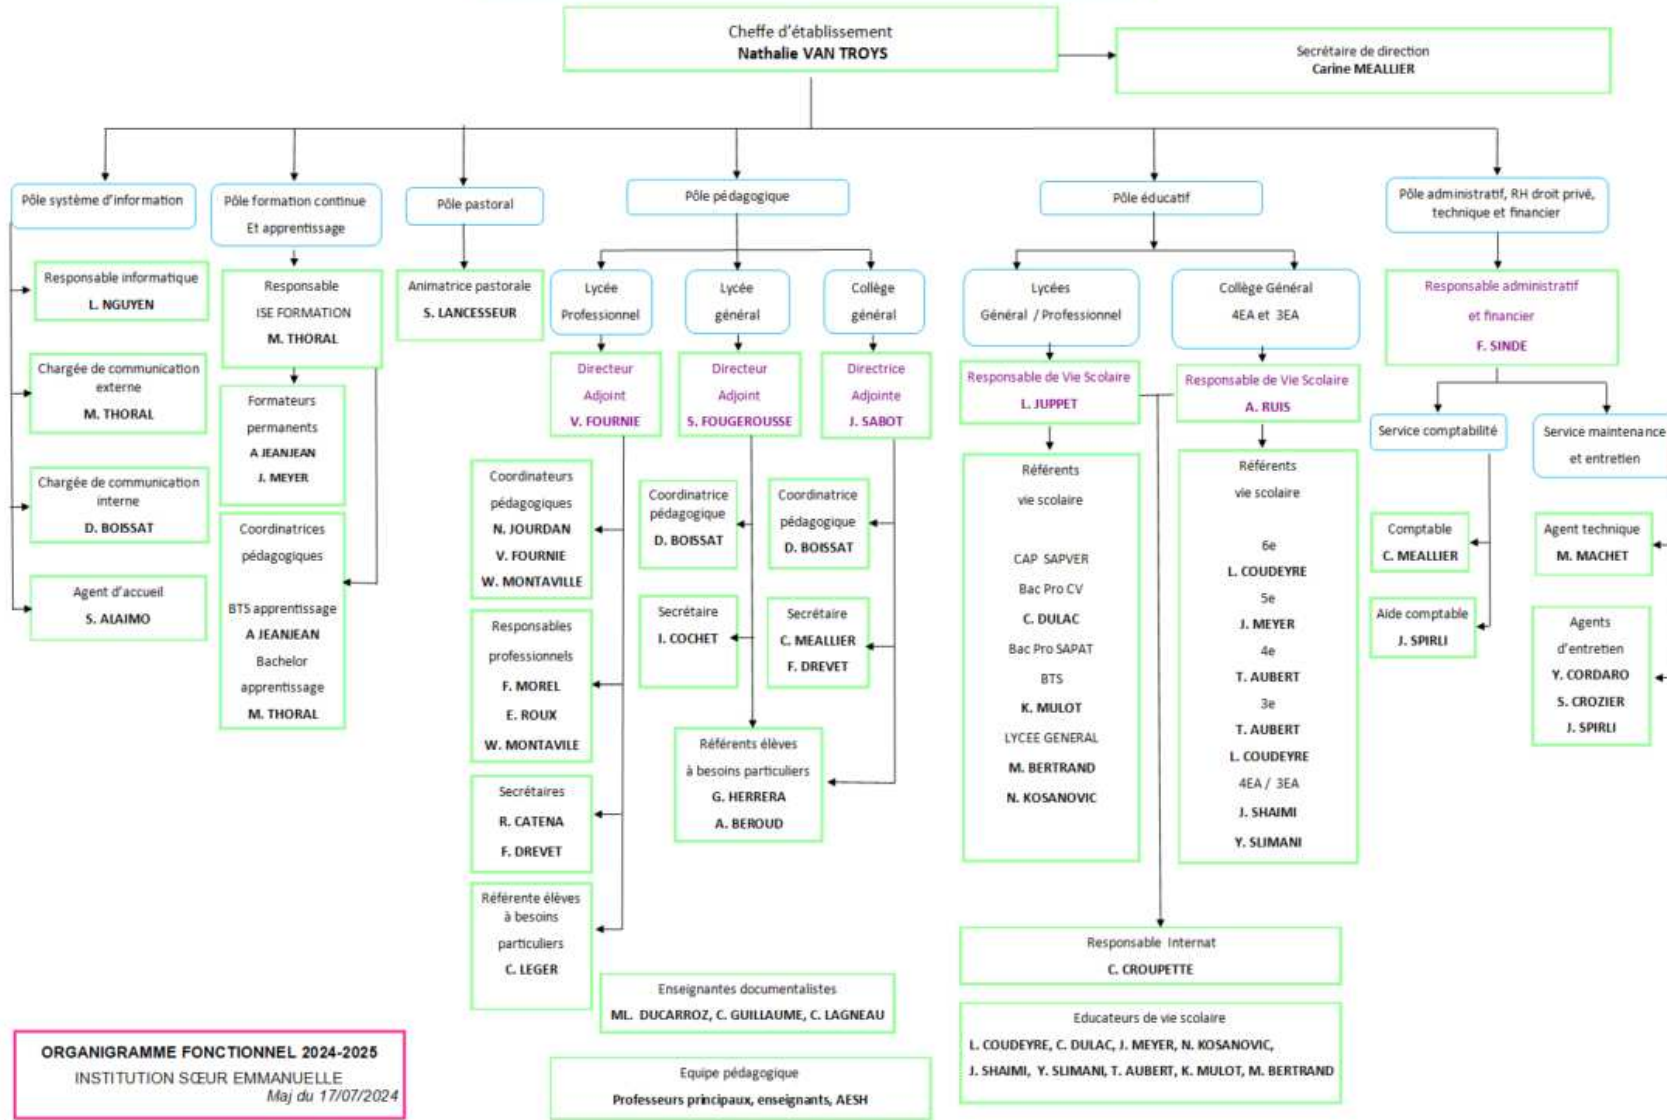 Cheffe d'établissement
Nathalie VAN TROYS
Secrétaire de direction
Carine MEALLIER
Pôle système d'information
Responsable informatique
L. NGUYEN
Chargée de communication
externe
M. THORAL
Chargée de communication
interne
D. BOISSAT
Agent d'accueil
S. ALAIMO
Pôle formation continue
Et apprentissage
Responsable
ISE FORMATION
M. THORAL
Formateurs
permanents
A JEANJEAN
J. MEYER
Coordinatrices
pédagogiques
BTS apprentissage
A JEANJEAN
Bachelor
apprentissage
M. THORAL
Pôle pastoral
Animatrice pastorale
S. LANCESSEUR
Pôle pédagogique
Lycée
Professionnel
Directeur
Adjoint
V. FOURNIE
Coordinateurs
pédagogiques
N. JOURDAN
V. FOURNIE
W. MONTAVILLE
Responsables
professionnels
F. MOREL
E. ROUX
W. MONTAVILE
Secrétaires
R. CATENA
F. DREVET
Référente élèves
à besoins
particuliers
C. LEGER
Lycée
général
Directeur
Adjoint
S. FOUGEROUSSE
Coordinatrice
pédagogique
D. BOISSAT
Secrétaire
I. COCHET
Collège
général
Directrice
Adjointe
J. SABOT
Coordinatrice
pédagogique
D. BOISSAT
Secrétaire
C. MEALLIER
F. DREVET
Référents élèves
à besoins particuliers
G. HERRERA
A. BEROUD
Enseignantes documentalistes
ML. DUCARROZ, C. GUILLAUME, C. LAGNEAU
Equipe pédagogique
Professeurs principaux, enseignants, AESH
Pôle éducatif
Lycées
Général / Professionnel
Responsable de Vie Scolaire
L. JUPPET
Référents
vie scolaire
CAP SAPVER
Bac Pro CV
C. DULAC
Bac Pro SAPAT
BTS
K. MULOT
LYCEE GENERAL
M. BERTRAND
N. KOSANOVIC
Collège Général
4EA et 3EA
Responsable de Vie Scolaire
A. RUIS
Référents
vie scolaire
6e
L. COUDEYRE
5e
J. MEYER
4e
T. AUBERT
3e
T. AUBERT
L. COUDEYRE
4EA / 3EA
J. SHAIMI
Y. SLIMANI
Responsable Internat
C. CROUPETTE
Educateurs de vie scolaire
L. COUDEYRE, C. DULAC, J. MEYER, N. KOSANOVIC,
J. SHAIMI, Y. SLIMANI, T. AUBERT, K. MULOT, M. BERTRAND
Pôle administratif, RH droit privé,
technique et financier
Responsable administratif
et financier
F. SINDE
Service comptabilité
Comptable
C. MEALLIER
Aide comptable
J. SPIRLI
Service maintenance
et entretien
Agent technique
M. MACHET
Agents
d'entretien
Y. CORDARO
S. CROZIER
J. SPIRLI
ORGANIGRAMME FONCTIONNEL 2024-2025
INSTITUTION SŒUR EMMANUELLE
Maj du 17/07/2024